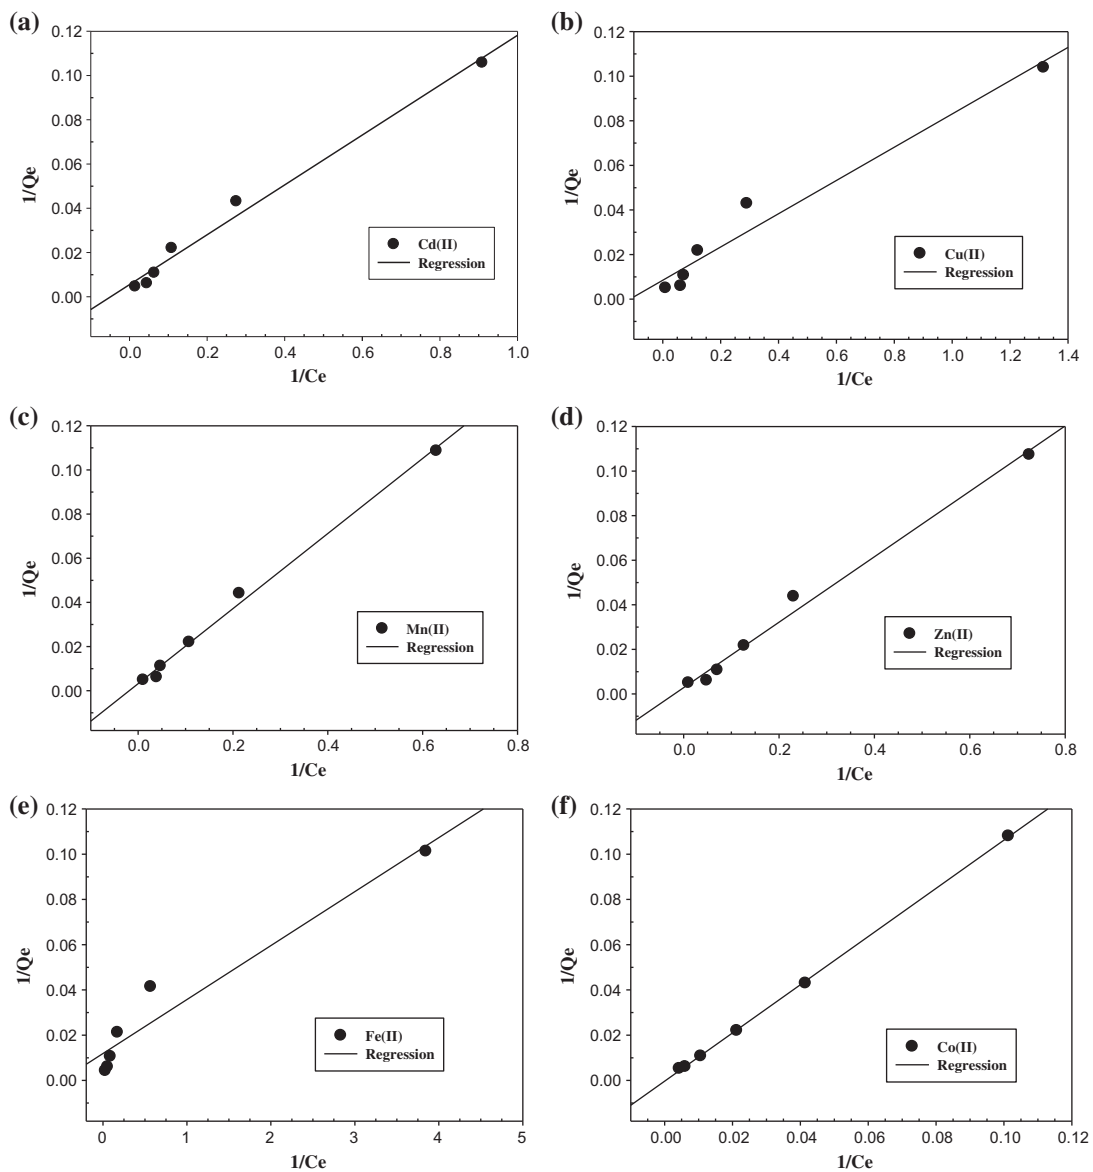 (a)
0.12
0.10
0.08
0.06
0.04
0.02
0.00
1/Qe
Cd(II)
Regression
0.0 0.2 0.4 0.6 0.8 1.0
1/Ce
(b)
0.12
0.10
0.08
0.06
0.04
0.02
0.00
1/Qe
Cu(II)
Regression
0.0 0.2 0.4 0.6 0.8 1.0 1.2 1.4
1/Ce
(c)
0.12
0.10
0.08
0.06
0.04
0.02
0.00
1/Qe
Mn(II)
Regression
0.0 0.2 0.4 0.6 0.8
1/Ce
(d)
0.12
0.10
0.08
0.06
0.04
0.02
0.00
1/Qe
Zn(II)
Regression
0.0 0.2 0.4 0.6 0.8
1/Ce
(e)
0.12
0.10
0.08
0.06
0.04
0.02
0.00
1/Qe
Fe(II)
Regression
0 1 2 3 4 5
1/Ce
(f)
0.12
0.10
0.08
0.06
0.04
0.02
0.00
1/Qe
Co(II)
Regression
0.00 0.02 0.04 0.06 0.08 0.10 0.12
1/Ce